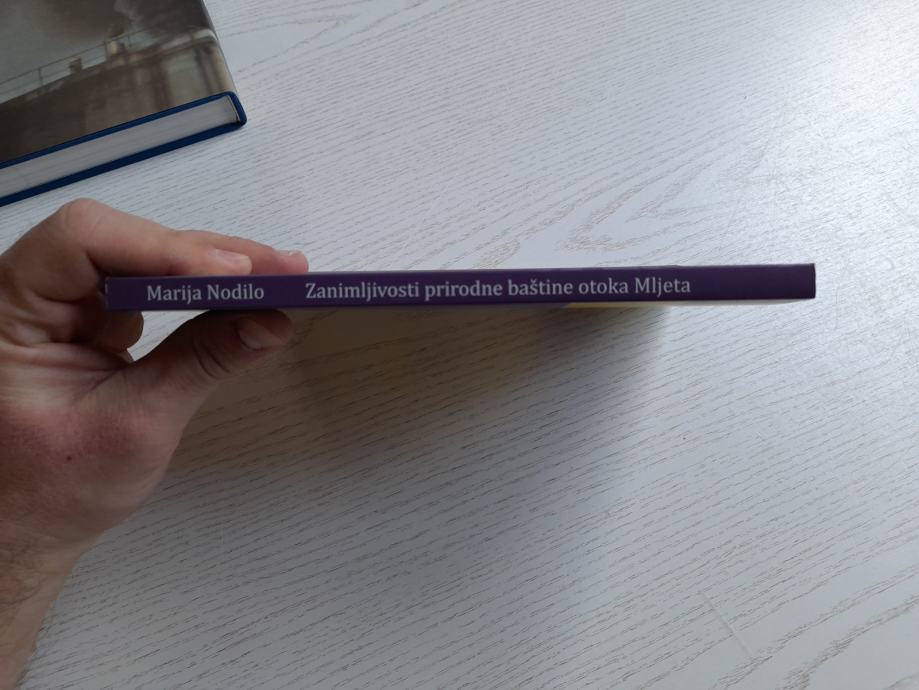 Marija Nodilo Zanimljivosti prirodne baštine otoka Mljeta